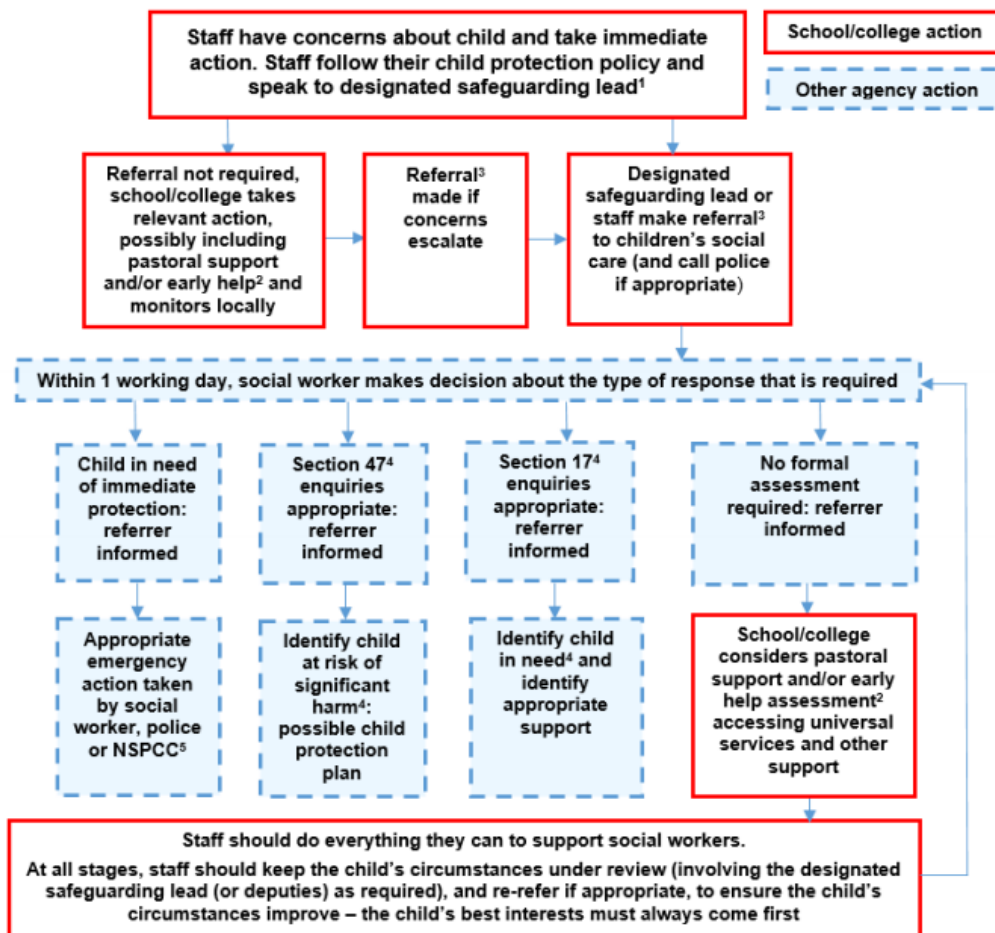 Staff have concerns about child and take immediate
action. Staff follow their child protection policy and
speak to designated safeguarding lead¹
School/college action
Other agency action
Referral not required,
school/college takes
relevant action,
possibly including
pastoral support
and/or early help² and
monitors locally
Referral³
made if
concerns
escalate
Designated
safeguarding lead or
staff make referral³
to children's social
care (and call police
if appropriate)
Within 1 working day, social worker makes decision about the type of response that is required
Child in need
of immediate
protection:
referrer
informed
Section 47⁴
enquiries
appropriate:
referrer
informed
Section 17⁴
enquiries
appropriate:
referrer
informed
No formal
assessment
required: referrer
informed
Appropriate
emergency
action taken
by social
worker, police
or NSPCC⁵
Identify child
at risk of
significant
harm⁴:
possible child
protection
plan
Identify child
in need⁴ and
identify
appropriate
support
School/college
considers pastoral
support and/or early
help assessment²
accessing universal
services and other
support
Staff should do everything they can to support social workers.
At all stages, staff should keep the child's circumstances under review (involving the designated
safeguarding lead (or deputies) as required), and re-refer if appropriate, to ensure the child's
circumstances improve – the child's best interests must always come first